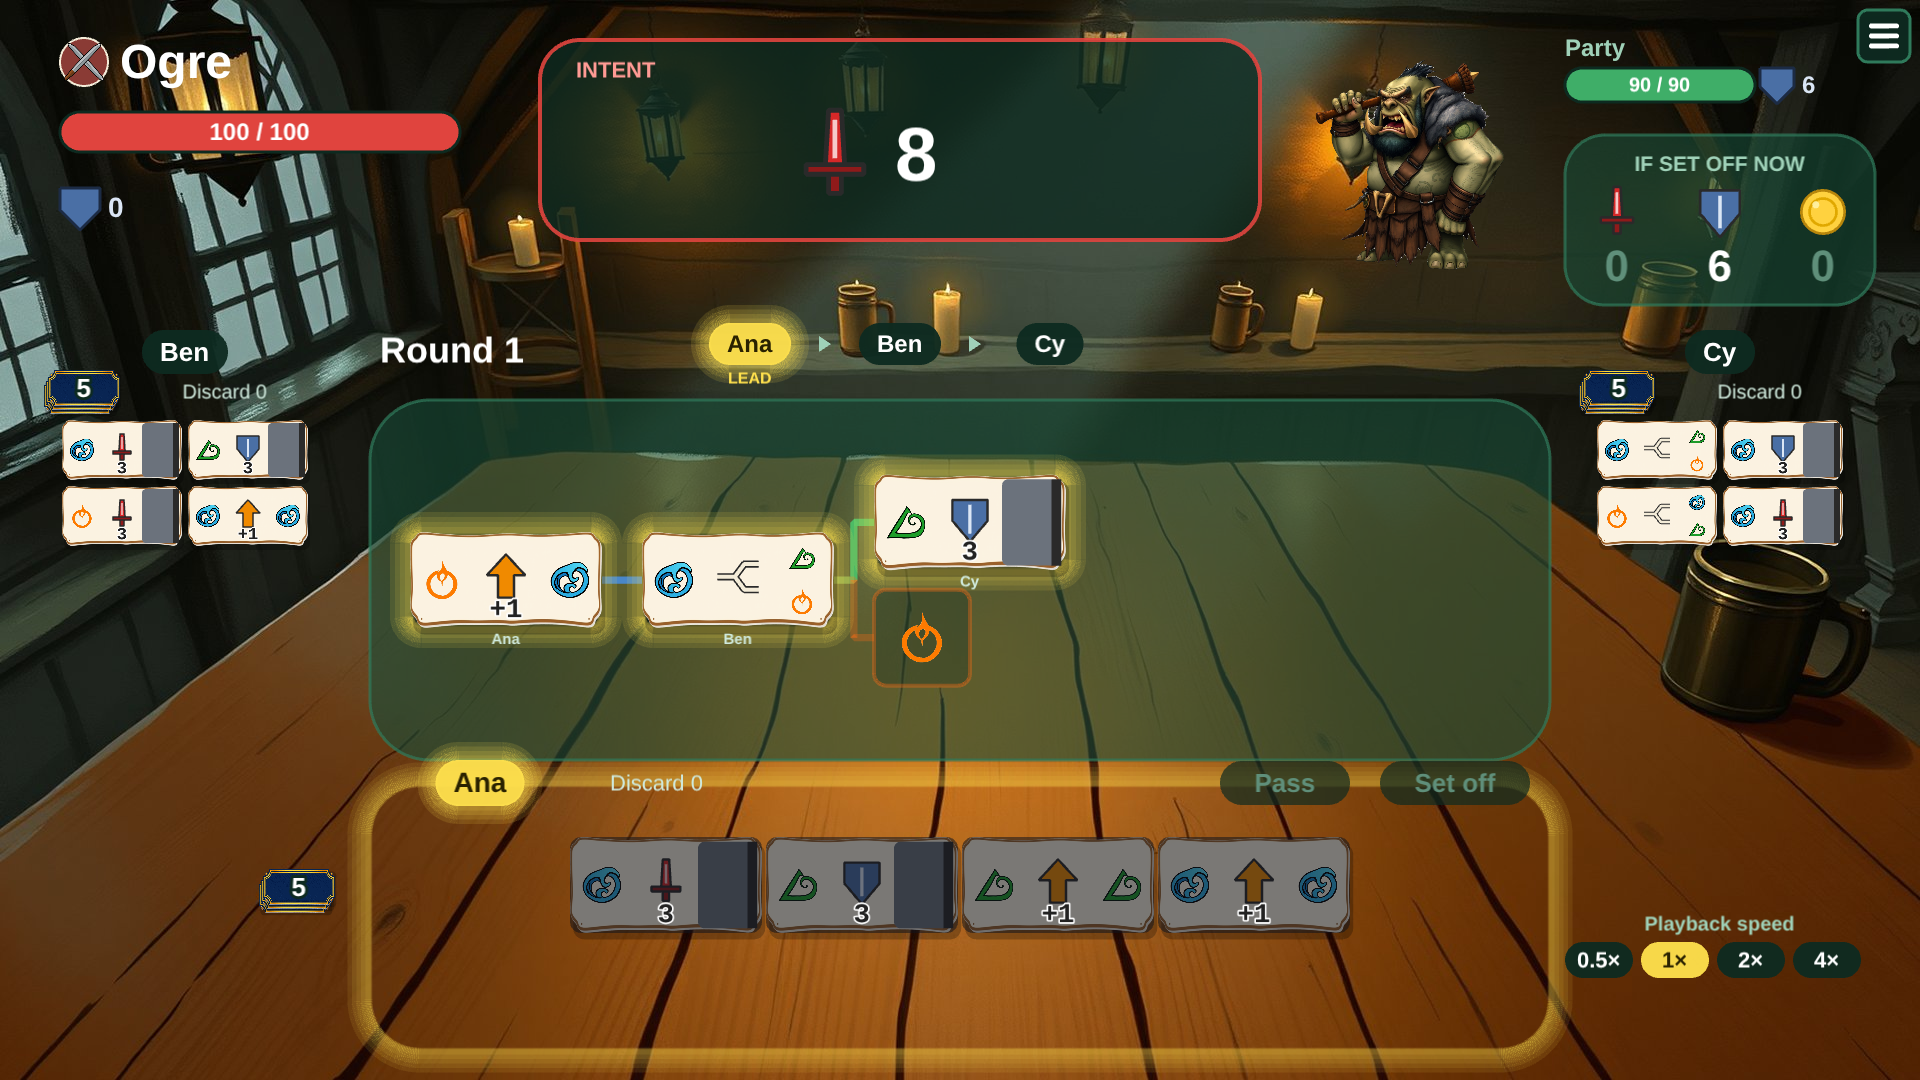 Ogre
100 / 100
0
INTENT
8
Party
90 / 90
6
IF SET OFF NOW
0
6
0
Round 1
Ana
LEAD
Ben
Cy
Ben
5
Discard 0
3
3
3
+1
Cy
5
Discard 0
3
3
+1
Ana
Ben
3
Cy
Ana
Discard 0
Pass
Set off
5
3
3
+1
+1
Playback speed
0.5×
1×
2×
4×